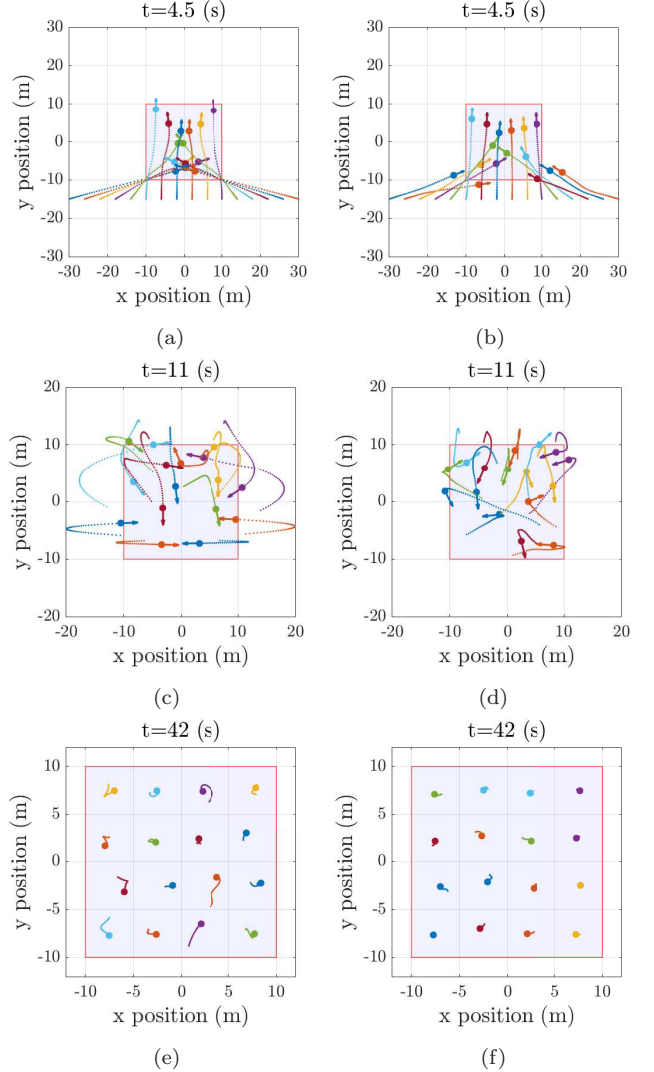 t=4.5 (s)
t=4.5 (s)
y position (m)
30
20
10
0
-10
-20
-30
-30 -20 -10 0 10 20 30
x position (m)
y position (m)
30
20
10
0
-10
-20
-30
-30 -20 -10 0 10 20 30
x position (m)
(a)
(b)
t=11 (s)
t=11 (s)
y position (m)
20
10
0
-10
-20
-20 -10 0 10 20
x position (m)
y position (m)
20
10
0
-10
-20
-20 -10 0 10 20
x position (m)
(c)
(d)
t=42 (s)
t=42 (s)
y position (m)
10
5
0
-5
-10
-10 -5 0 5 10
x position (m)
y position (m)
10
5
0
-5
-10
-10 -5 0 5 10
x position (m)
(e)
(f)